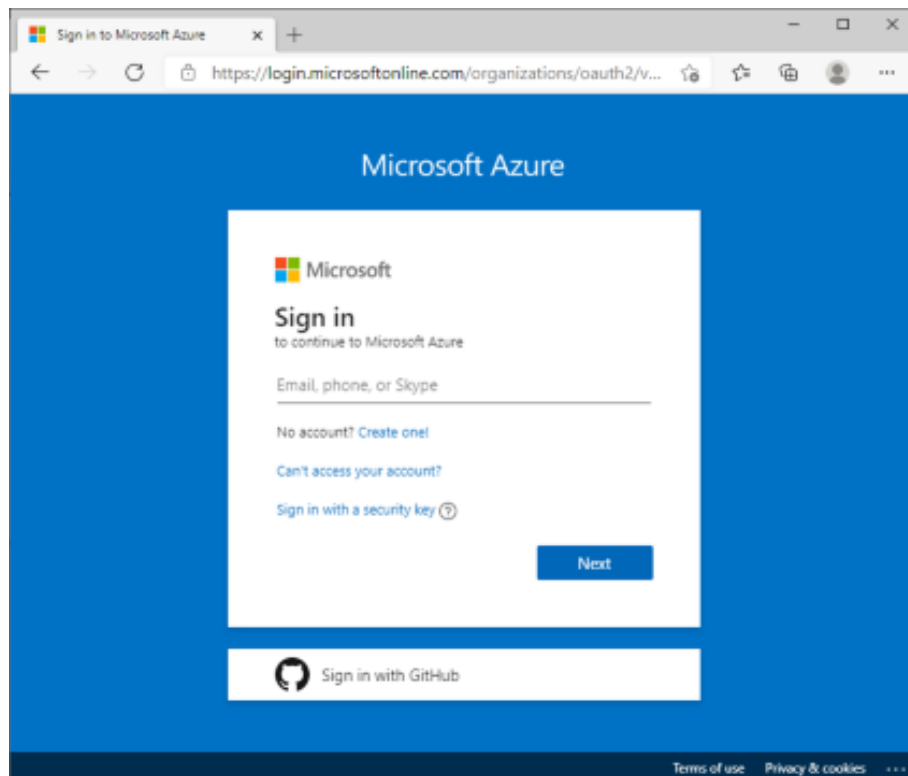 Sign in to Microsoft Azure
https://login.microsoftonline.com/organizations/oauth2/v...
Microsoft Azure
Microsoft
Sign in
to continue to Microsoft Azure
Email, phone, or Skype
No account? Create one!
Can't access your account?
Sign in with a security key
Next
Sign in with GitHub
Terms of use Privacy & cookies ...